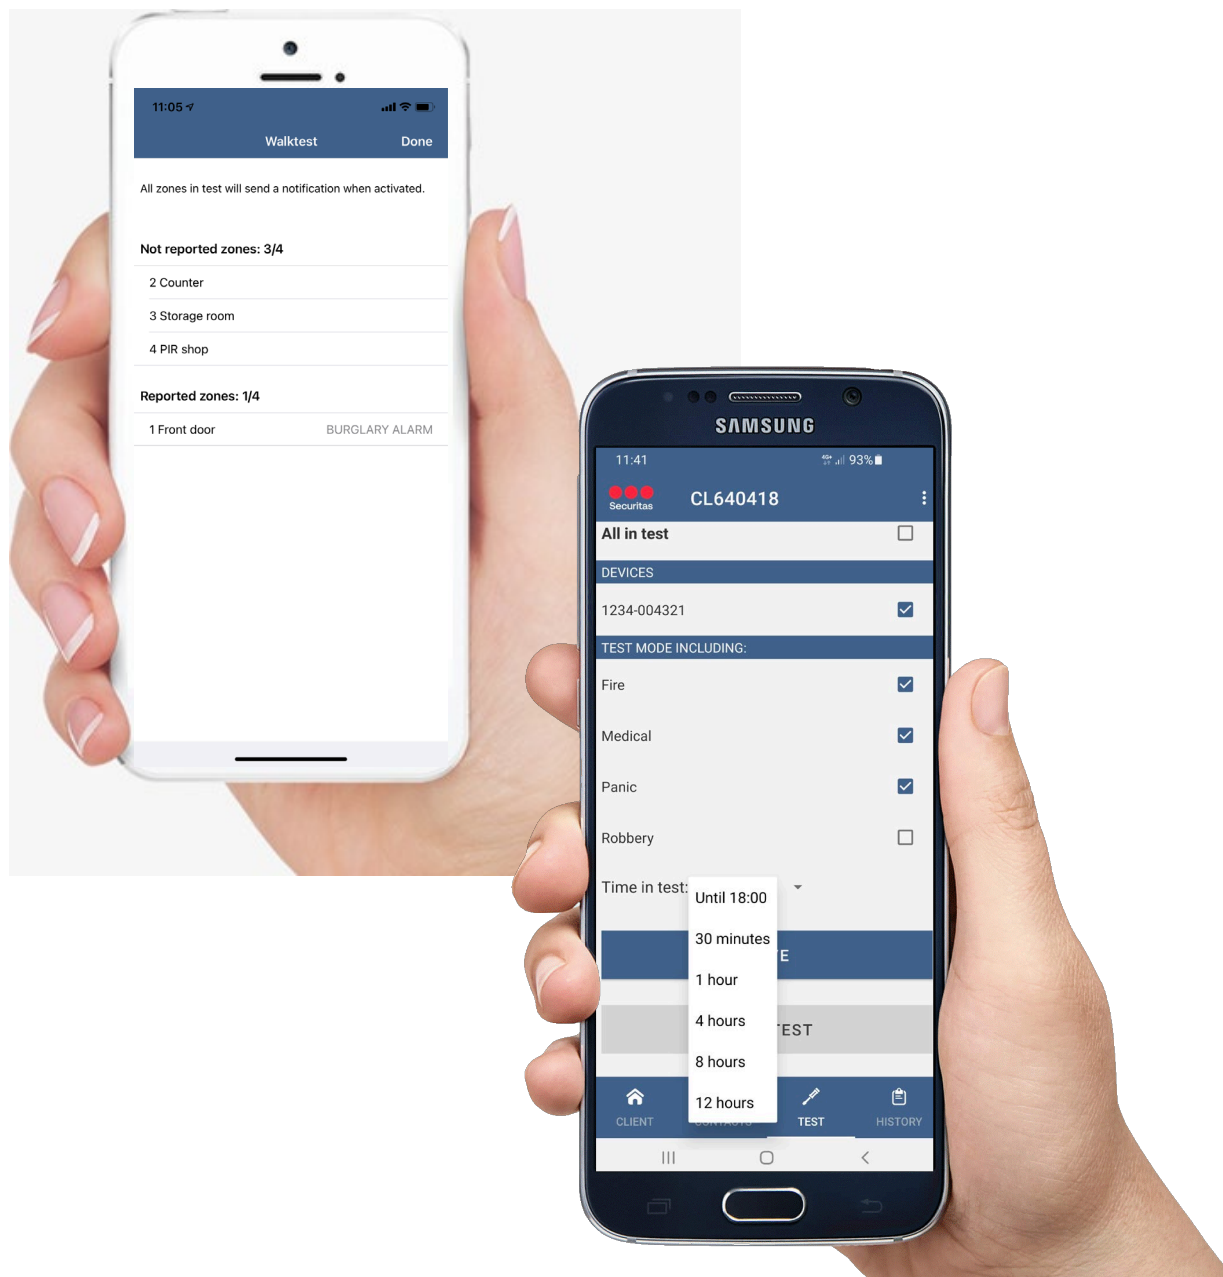 11:05
Walktest Done
All zones in test will send a notification when activated.
Not reported zones: 3/4
2 Counter
3 Storage room
4 PIR shop
Reported zones: 1/4
1 Front door BURGLARY ALARM
SAMSUNG
11:41 4G+ 93%
Securitas CL640418
All in test
DEVICES
1234-004321
TEST MODE INCLUDING:
Fire
Medical
Panic
Robbery
Time in test:
Until 18:00
30 minutes
1 hour
4 hours
8 hours
12 hours
E
TEST
CLIENT CONTACTS TEST HISTORY